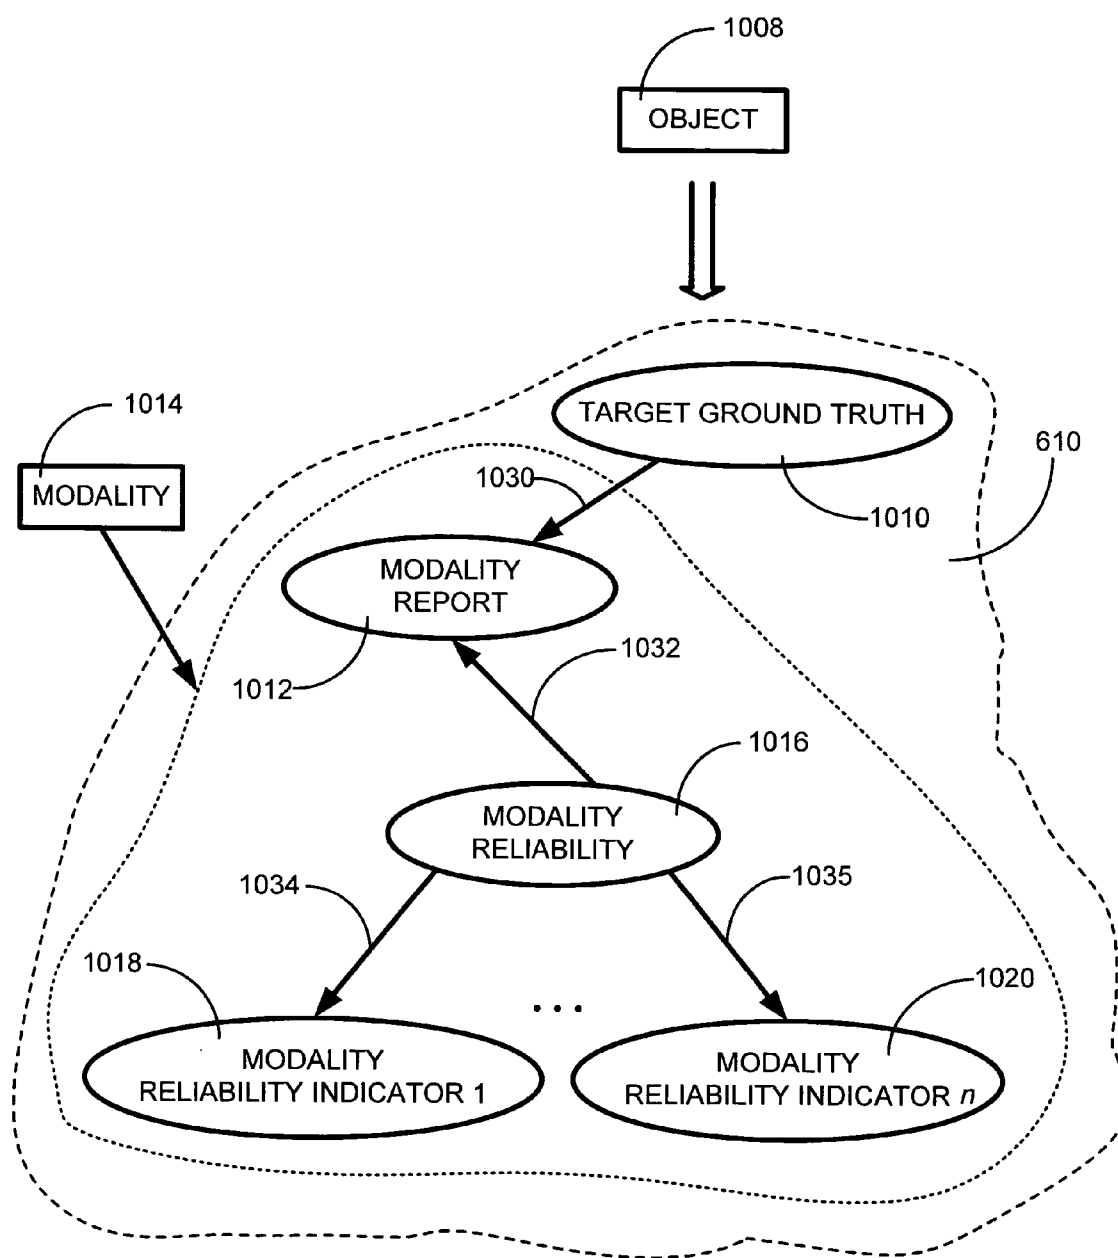 1008
OBJECT
1014
MODALITY
TARGET GROUND TRUTH
610
1030
1010
MODALITY
REPORT
1012
1032
1016
MODALITY
RELIABILITY
1034
1035
1018
1020
...
MODALITY
RELIABILITY INDICATOR 1
MODALITY
RELIABILITY INDICATOR n